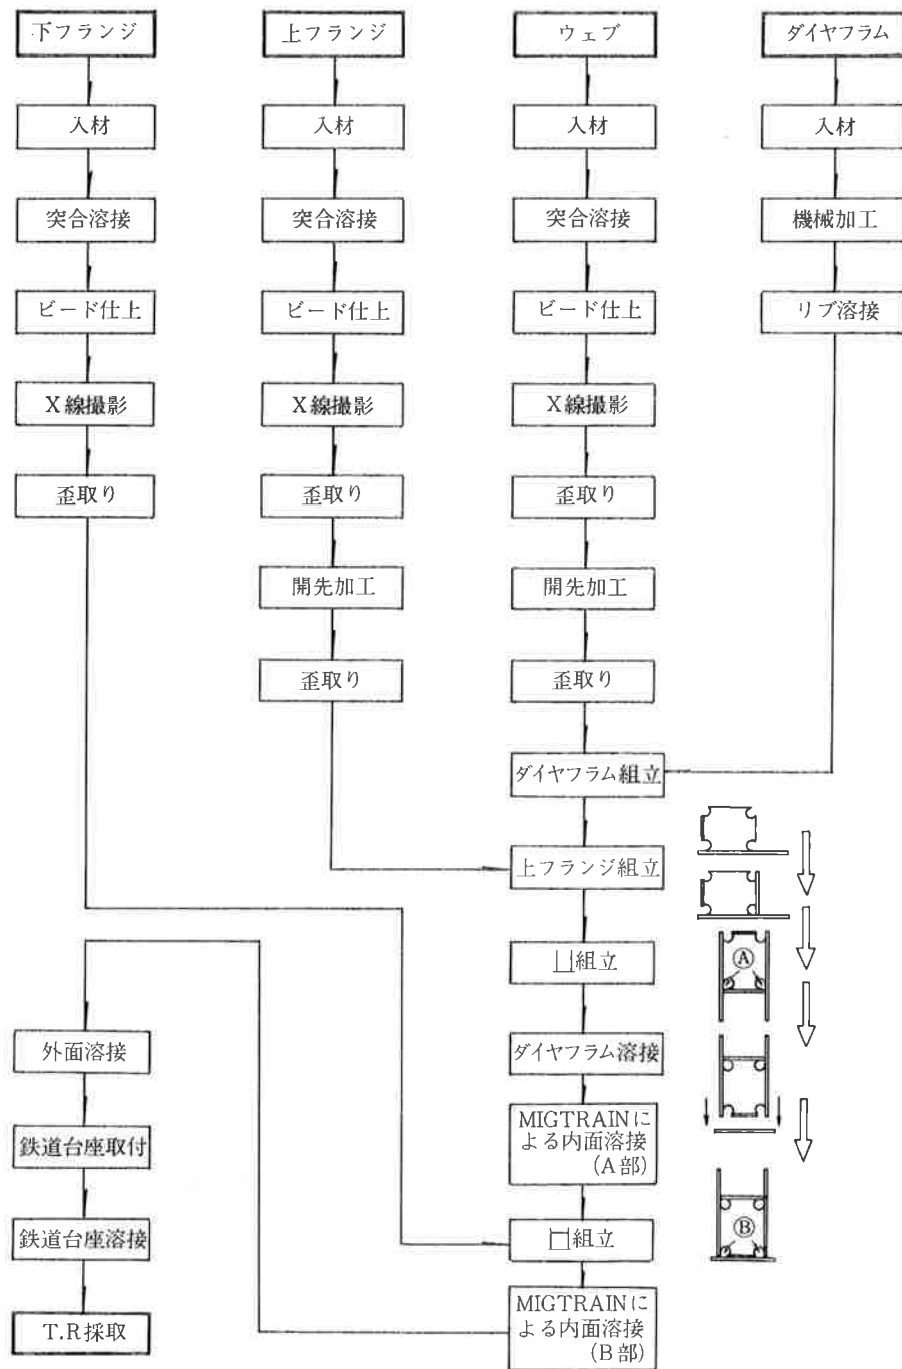 下フランジ
入材
突合溶接
ビード仕上
X線撮影
歪取り
上フランジ
入材
突合溶接
ビード仕上
X線撮影
歪取り
開先加工
歪取り
ウェブ
入材
突合溶接
ビード仕上
X線撮影
歪取り
開先加工
歪取り
ダイヤフラム
入材
機械加工
リブ溶接
ダイヤフラム組立
上フランジ組立
組立
ダイヤフラム溶接
MIGTRAINに
よる内面溶接
(A部)
組立
MIGTRAINに
よる内面溶接
(B部)
外面溶接
鉄道台座取付
鉄道台座溶接
T.R採取
Ⓐ
Ⓑ